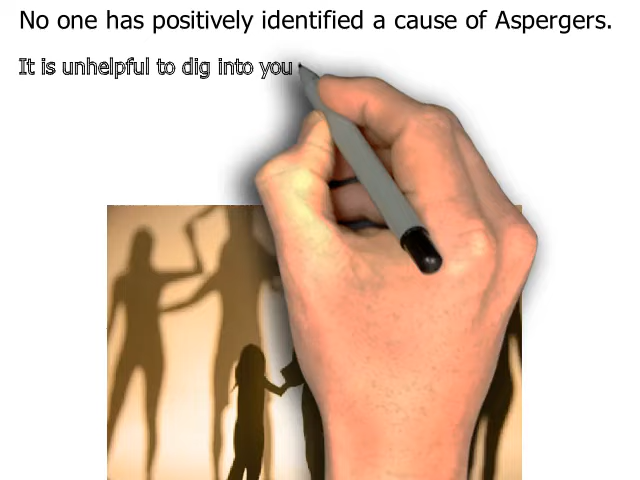 No one has positively identified a cause of Aspergers.
It is unhelpful to dig into you